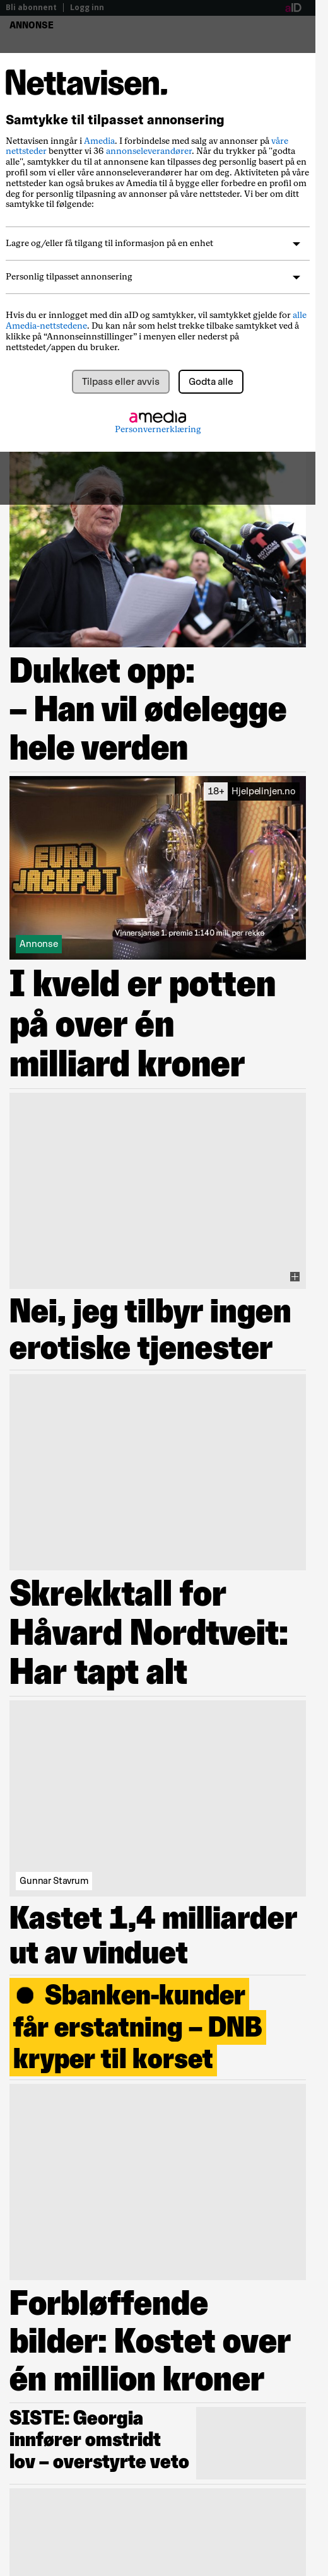 Bli abonnent | Logg inn
aID
ANNONSE
Nettavisen.
Samtykke til tilpasset annonsering
Nettavisen inngår i Amedia. I forbindelse med salg av annonser på våre
nettsteder benytter vi 36 annonseleverandører. Når du trykker på "godta
alle", samtykker du til at annonsene kan tilpasses deg personlig basert på en
profil som vi eller våre annonseleverandører har om deg. Aktiviteten på våre
nettsteder kan også brukes av Amedia til å bygge eller forbedre en profil om
deg for personlig tilpasning av annonser på våre nettsteder. Vi ber om ditt
samtykke til følgende:
Lagre og/eller få tilgang til informasjon på en enhet
Personlig tilpasset annonsering
Hvis du er innlogget med din aID og samtykker, vil samtykket gjelde for alle
Amedia-nettstedene. Du kan når som helst trekke tilbake samtykket ved å
klikke på “Annonseinnstillinger” i menyen eller nederst på
nettstedet/appen du bruker.
Tilpass eller avvis
Godta alle
amedia
Personvernerklæring
Dukket opp:
– Han vil ødelegge
hele verden
18+ Hjelpelinjen.no
EURO
JACKPOT
Vinnersjanse 1. premie 1:140 mill. per rekke
Annonse
I kveld er potten
på over én
milliard kroner
Nei, jeg tilbyr ingen
erotiske tjenester
Skrekktall for
Håvard Nordtveit:
Har tapt alt
Gunnar Stavrum
Kastet 1,4 milliarder
ut av vinduet
● Sbanken-kunder
får erstatning – DNB
kryper til korset
Forbløffende
bilder: Kostet over
én million kroner
SISTE: Georgia
innfører omstridt
lov – overstyrte veto